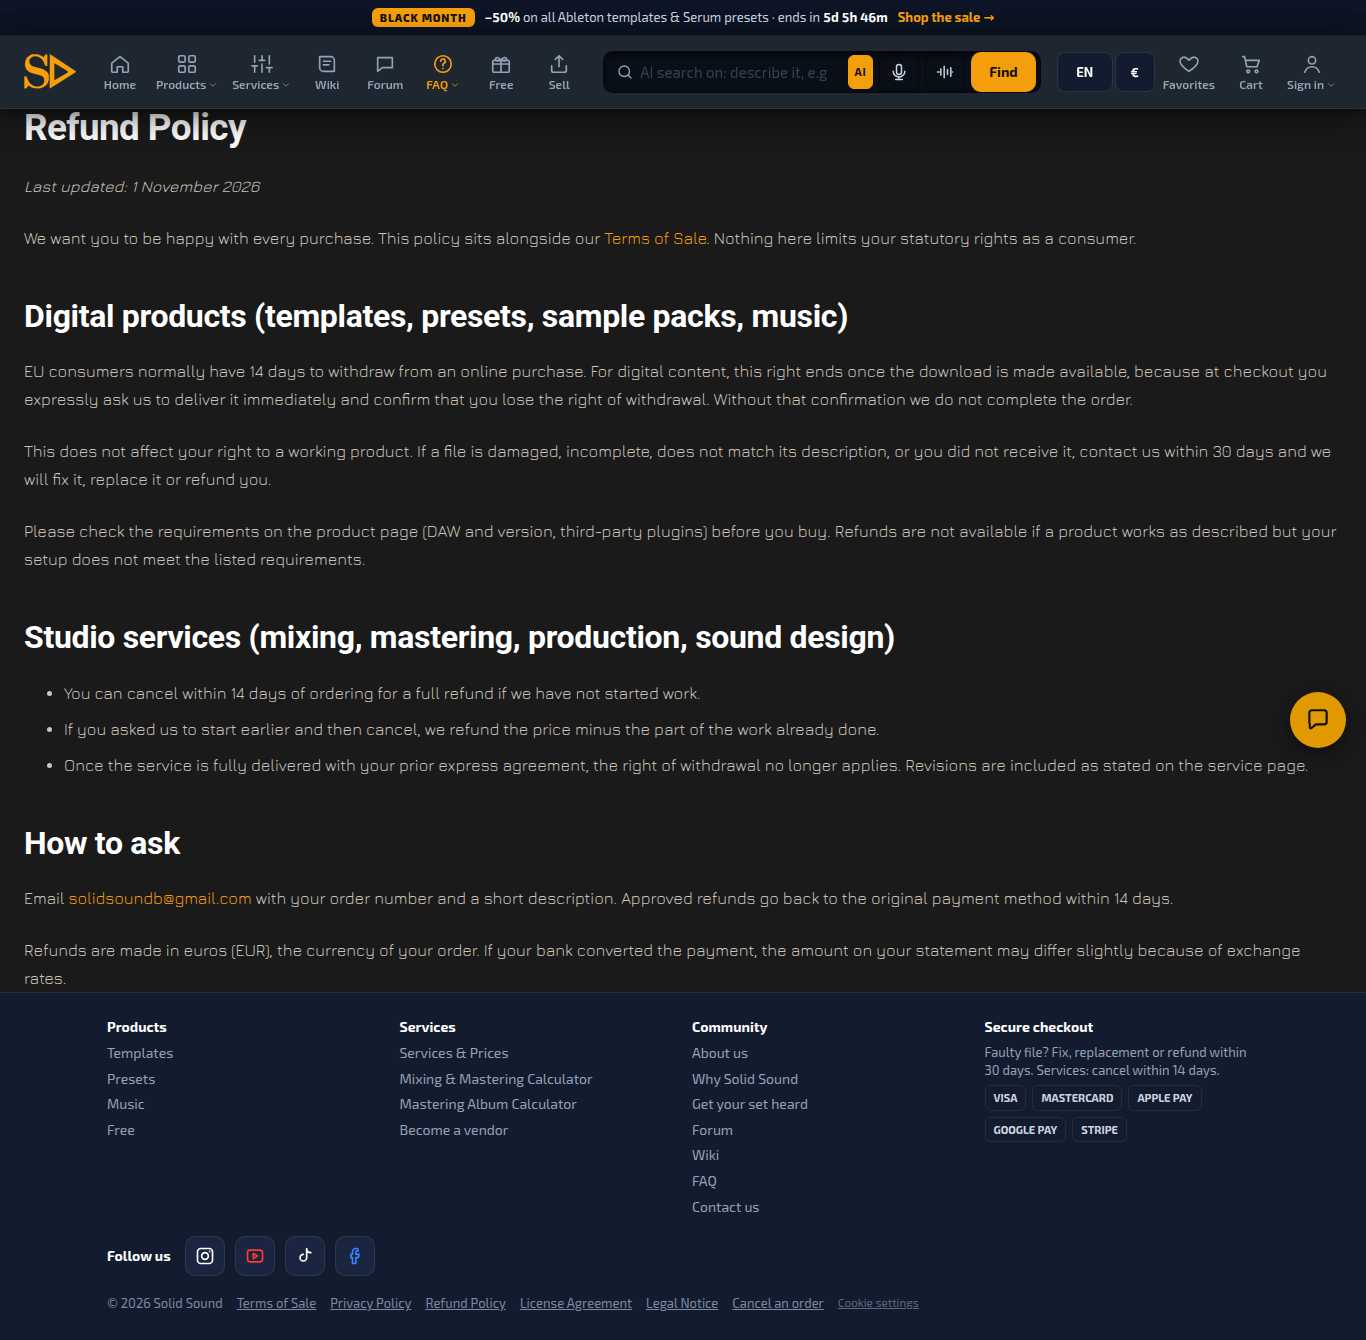 BLACK MONTH −50% on all Ableton templates & Serum presets · ends in 5d 5h 46m Shop the sale →
Home Products Services Wiki Forum FAQ Free Sell AI search on: describe it, e.g AI Find EN € Favorites Cart Sign in
Refund Policy
Last updated: 1 November 2026
We want you to be happy with every purchase. This policy sits alongside our Terms of Sale. Nothing here limits your statutory rights as a consumer.
Digital products (templates, presets, sample packs, music)
EU consumers normally have 14 days to withdraw from an online purchase. For digital content, this right ends once the download is made available, because at checkout you
expressly ask us to deliver it immediately and confirm that you lose the right of withdrawal. Without that confirmation we do not complete the order.
This does not affect your right to a working product. If a file is damaged, incomplete, does not match its description, or you did not receive it, contact us within 30 days and we
will fix it, replace it or refund you.
Please check the requirements on the product page (DAW and version, third-party plugins) before you buy. Refunds are not available if a product works as described but your
setup does not meet the listed requirements.
Studio services (mixing, mastering, production, sound design)
• You can cancel within 14 days of ordering for a full refund if we have not started work.
• If you asked us to start earlier and then cancel, we refund the price minus the part of the work already done.
• Once the service is fully delivered with your prior express agreement, the right of withdrawal no longer applies. Revisions are included as stated on the service page.
How to ask
Email solidsoundb@gmail.com with your order number and a short description. Approved refunds go back to the original payment method within 14 days.
Refunds are made in euros (EUR), the currency of your order. If your bank converted the payment, the amount on your statement may differ slightly because of exchange
rates.
Products
Templates
Presets
Music
Free
Services
Services & Prices
Mixing & Mastering Calculator
Mastering Album Calculator
Become a vendor
Community
About us
Why Solid Sound
Get your set heard
Forum
Wiki
FAQ
Contact us
Secure checkout
Faulty file? Fix, replacement or refund within
30 days. Services: cancel within 14 days.
VISA MASTERCARD APPLE PAY
GOOGLE PAY STRIPE
Follow us
© 2026 Solid Sound Terms of Sale Privacy Policy Refund Policy License Agreement Legal Notice Cancel an order Cookie settings